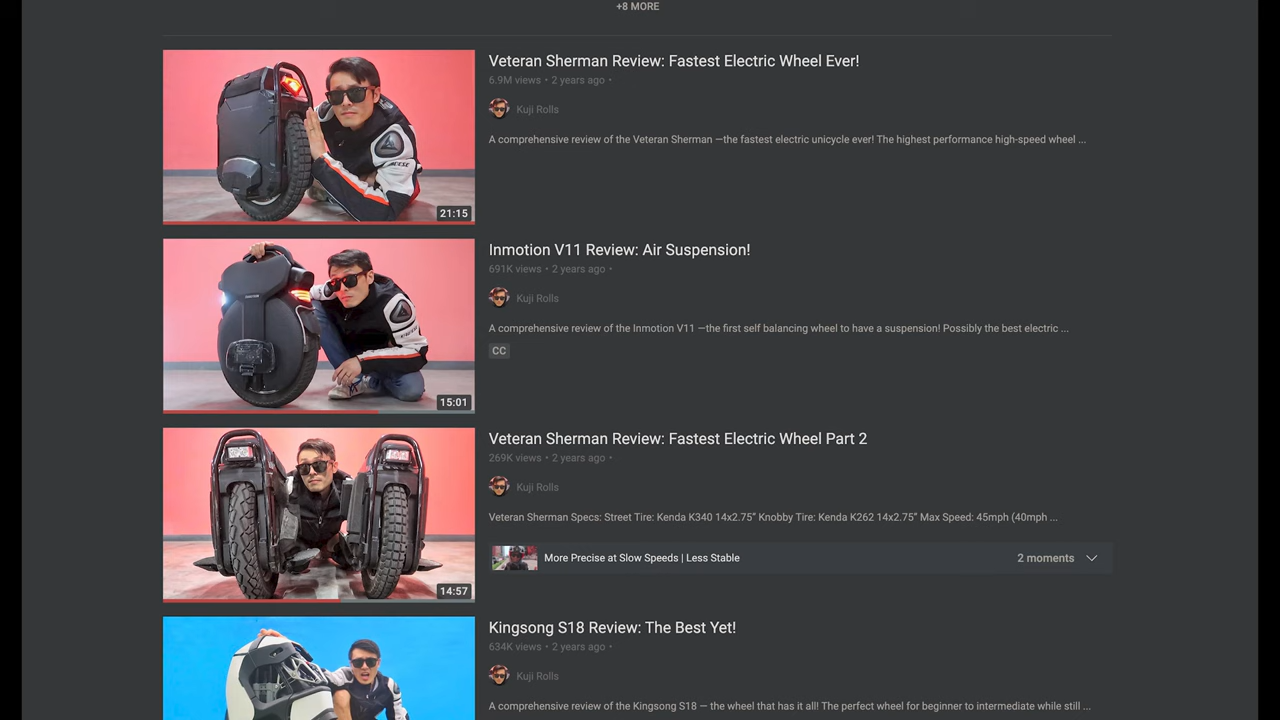 +8 MORE
Veteran Sherman Review: Fastest Electric Wheel Ever!
6.9M views • 2 years ago •
Kuji Rolls
A comprehensive review of the Veteran Sherman —the fastest electric unicycle ever! The highest performance high-speed wheel ...
21:15
Inmotion V11 Review: Air Suspension!
691K views • 2 years ago •
Kuji Rolls
A comprehensive review of the Inmotion V11 —the first self balancing wheel to have a suspension! Possibly the best electric ...
CC
15:01
Veteran Sherman Review: Fastest Electric Wheel Part 2
269K views • 2 years ago •
Kuji Rolls
Veteran Sherman Specs: Street Tire: Kenda K340 14x2.75” Knobby Tire: Kenda K262 14x2.75” Max Speed: 45mph (40mph ...
More Precise at Slow Speeds | Less Stable
2 moments
14:57
Kingsong S18 Review: The Best Yet!
634K views • 2 years ago •
Kuji Rolls
A comprehensive review of the Kingsong S18 — the wheel that has it all! The perfect wheel for beginner to intermediate while still ...